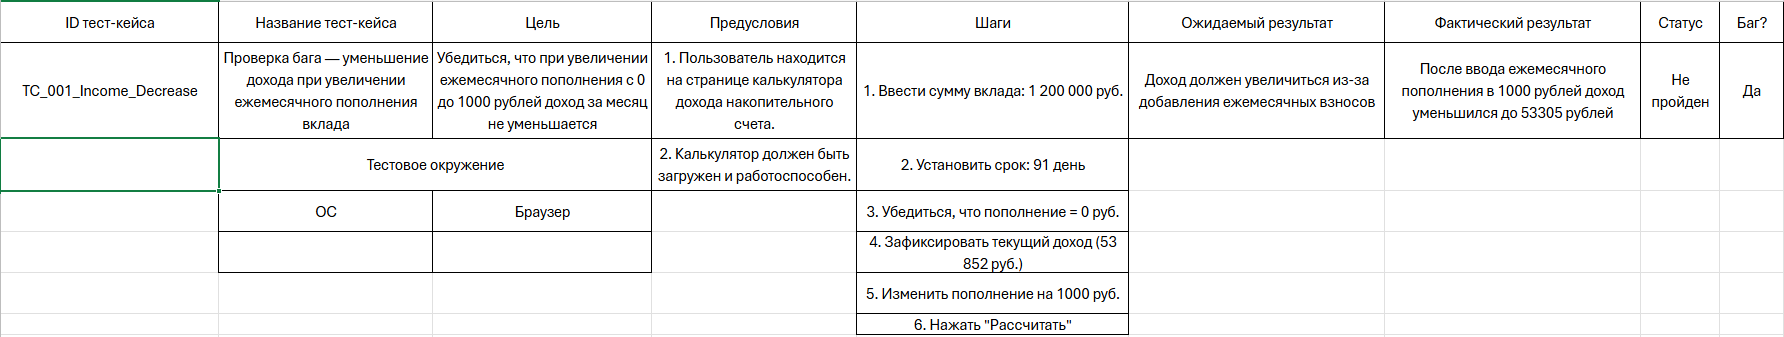 ID тест-кейса
Название тест-кейса
Цель
Предусловия
Шаги
Ожидаемый результат
Фактический результат
Статус
Баг?
TC_001_Income_Decrease
Проверка бага — уменьшение
дохода при увеличении
ежемесячного пополнения
вклада
Убедиться, что при увеличении
ежемесячного пополнения с 0
до 1000 рублей доход за месяц
не уменьшается
1. Пользователь находится
на странице калькулятора
дохода накопительного
счета.
1. Ввести сумму вклада: 1 200 000 руб.
Доход должен увеличиться из-за
добавления ежемесячных взносов
После ввода ежемесячного
пополнения в 1000 рублей доход
уменьшился до 53305 рублей
Не
пройден
Да
Тестовое окружение
2. Калькулятор должен быть
загружен и работоспособен.
2. Установить срок: 91 день
ОС
Браузер
3. Убедиться, что пополнение = 0 руб.
4. Зафиксировать текущий доход (53
852 руб.)
5. Изменить пополнение на 1000 руб.
6. Нажать "Рассчитать"